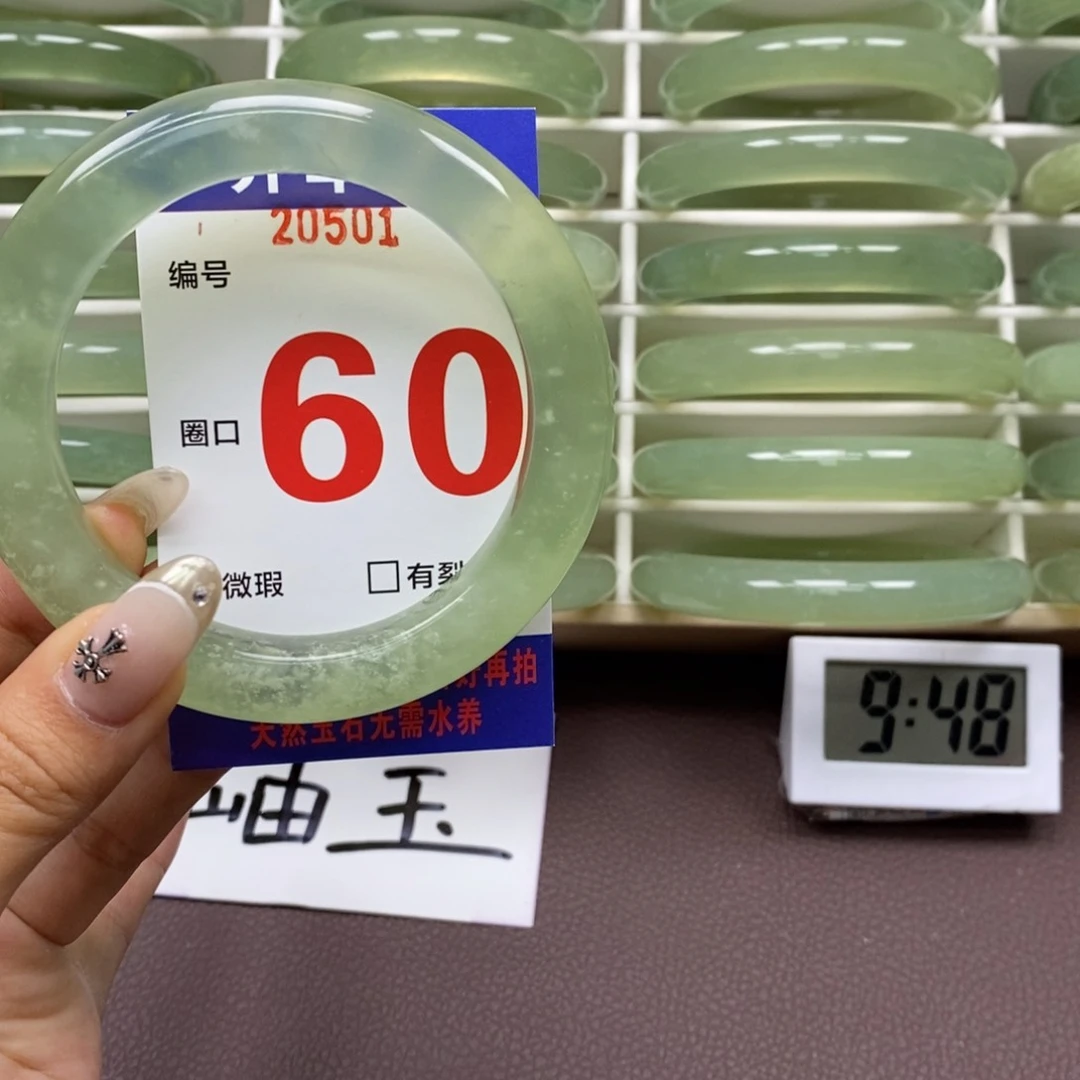 20501
编号
圈口 60
微瑕 □有裂
好再拍
天然玉石无需水养
岫玉
9:48